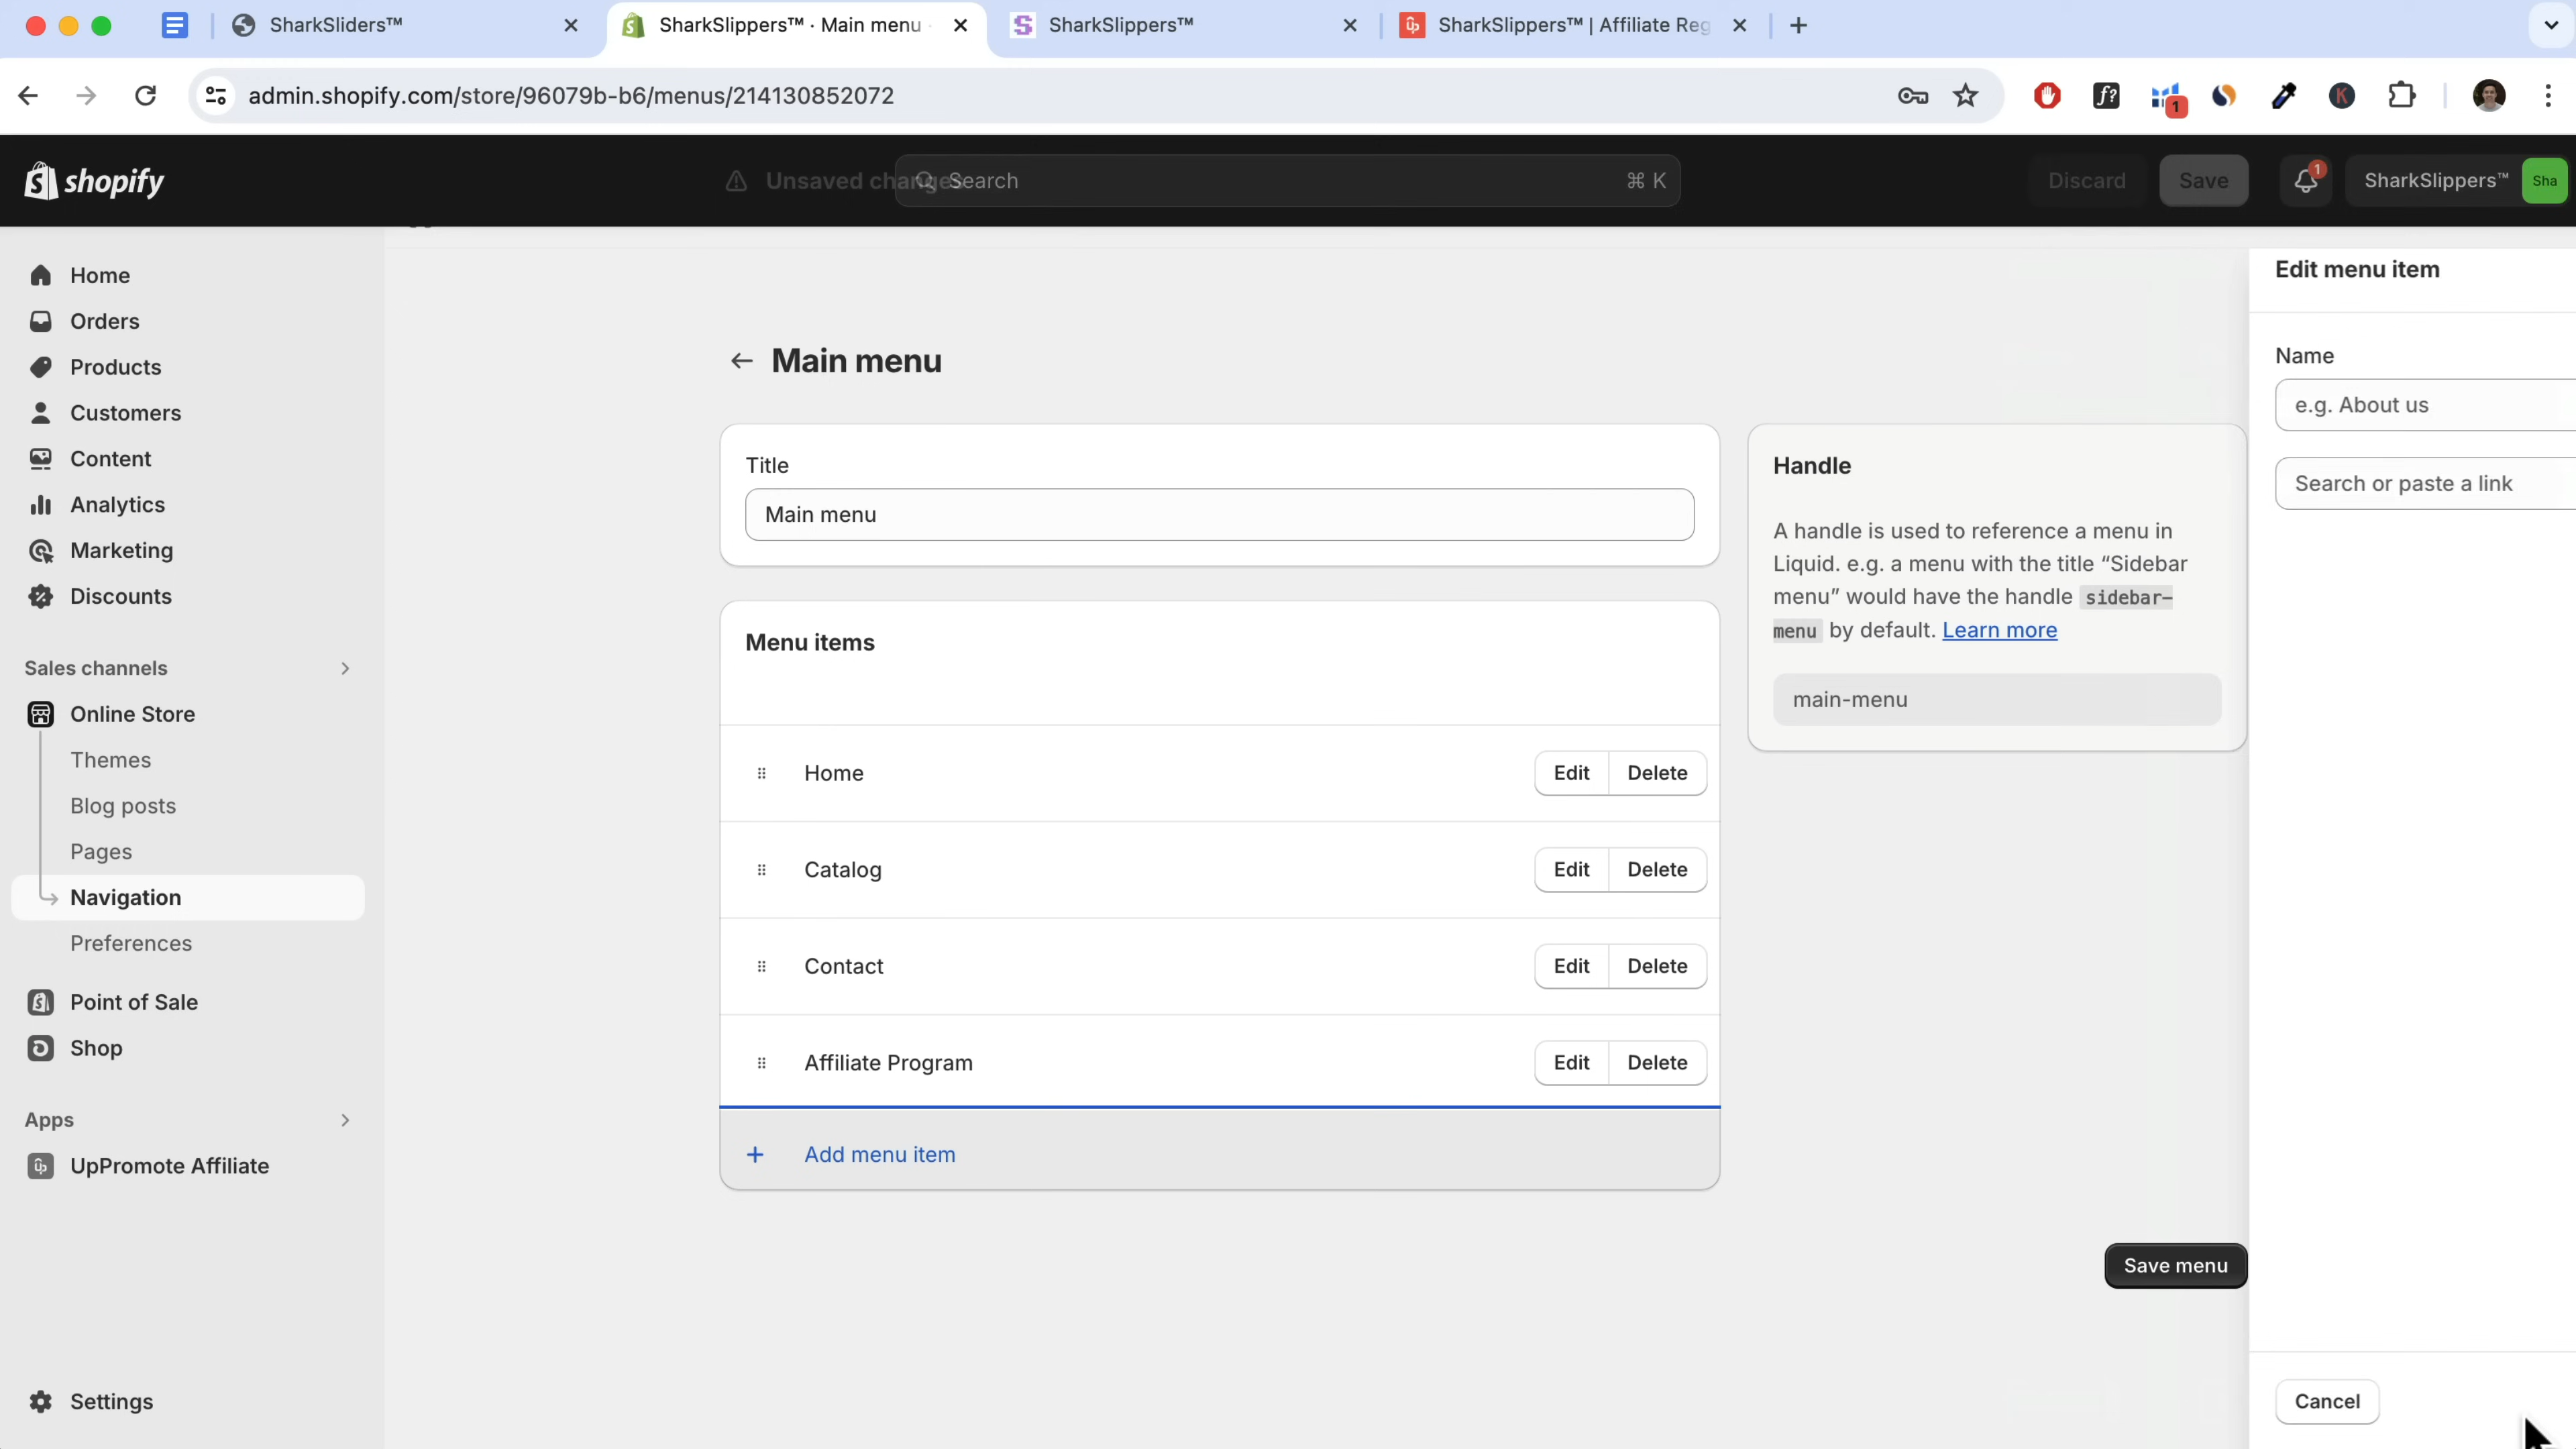 SharkSliders™
SharkSlippers™ · Main menu
SharkSlippers™
SharkSlippers™ | Affiliate Reg
admin.shopify.com/store/96079b-b6/menus/214130852072
f?
1
K
shopify
Unsaved changes
Search
⌘ K
Discard
Save
1
SharkSlippers™
Sha
Home
Orders
Products
Customers
Content
Analytics
Marketing
Discounts
Sales channels
Online Store
Themes
Blog posts
Pages
Navigation
Preferences
Point of Sale
Shop
Apps
UpPromote Affiliate
Settings
Main menu
Title
Main menu
Menu items
Home
Edit
Delete
Catalog
Edit
Delete
Contact
Edit
Delete
Affiliate Program
Edit
Delete
+ Add menu item
Handle
A handle is used to reference a menu in
Liquid. e.g. a menu with the title “Sidebar
menu” would have the handle sidebar-
menu by default. Learn more
main-menu
Save menu
Edit menu item
Name
e.g. About us
Search or paste a link
Cancel